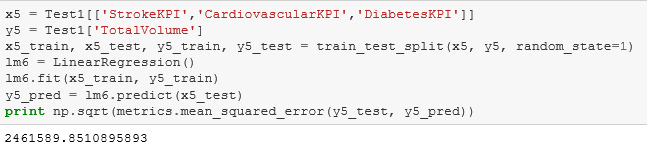 x5 = Test1[['StrokeKPI','CardiovascularKPI','DiabetesKPI']]
y5 = Test1['TotalVolume']
x5_train, x5_test, y5_train, y5_test = train_test_split(x5, y5, random_state=1)
lm6 = LinearRegression()
lm6.fit(x5_train, y5_train)
y5_pred = lm6.predict(x5_test)
print np.sqrt(metrics.mean_squared_error(y5_test, y5_pred))
2461589.8510895893